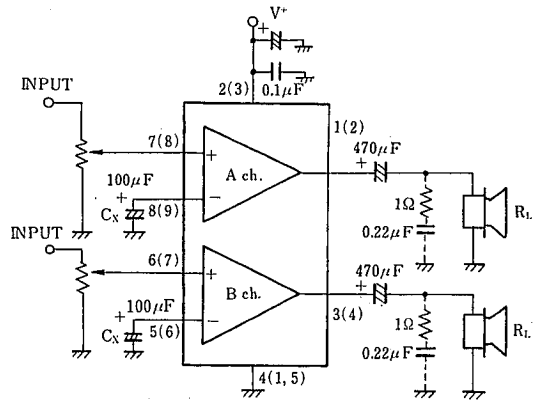 V+
+
2(3)
0.1μF
INPUT
1(2)
7(8)
+
A ch.
470μF
+
100μF
+
Cx
8(9)
−
1Ω
0.22μF
RL
INPUT
6(7)
+
B ch.
470μF
+
100μF
+
Cx
5(6)
−
3(4)
1Ω
0.22μF
RL
4(1, 5)